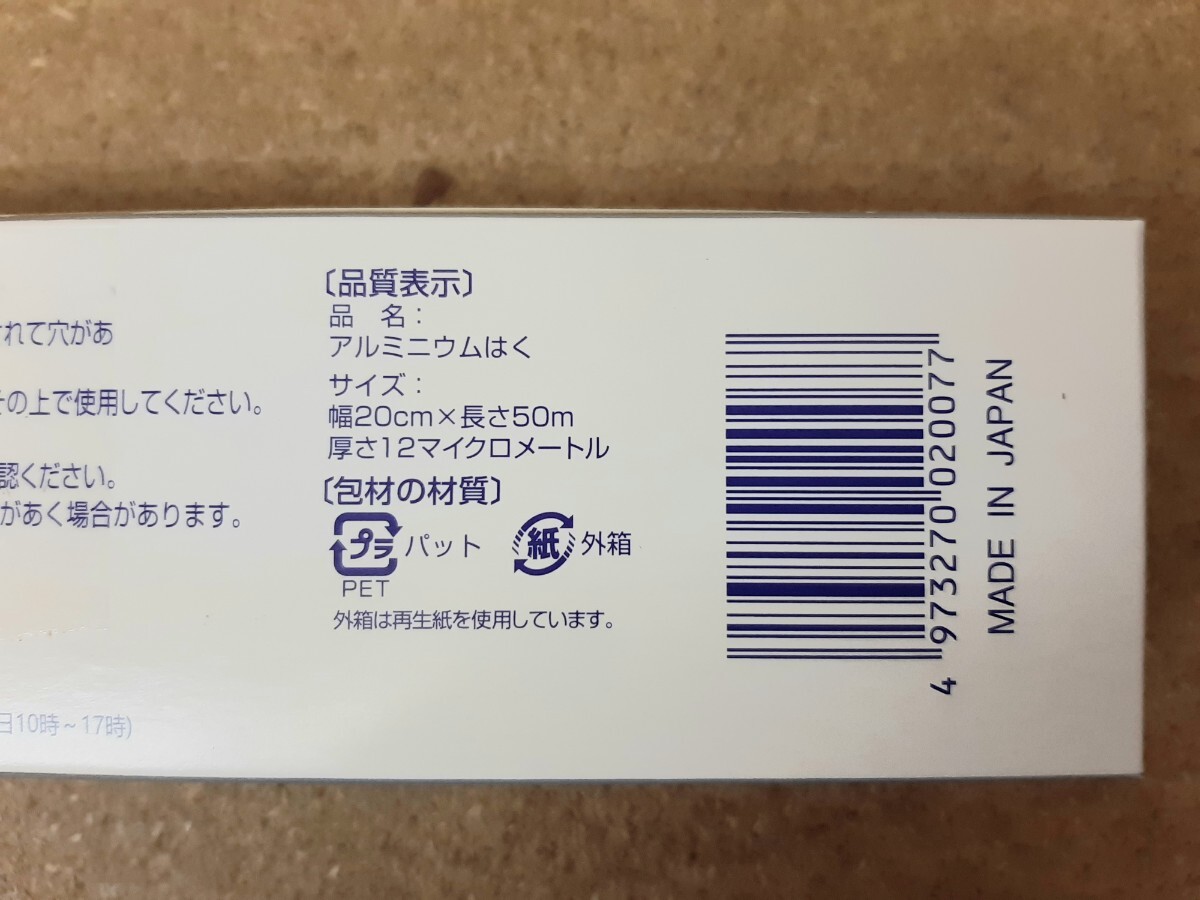 れて穴があ
の上で使用してください。
認ください。
があく場合があります。
日10時～17時)
〔品質表示〕
品　名：
アルミニウムはく
サイズ：
幅20cm×長さ50m
厚さ12マイクロメートル
〔包材の材質〕
プラ パット 紙 外箱
PET
外箱は再生紙を使用しています。
4 973270 020077
MADE IN JAPAN